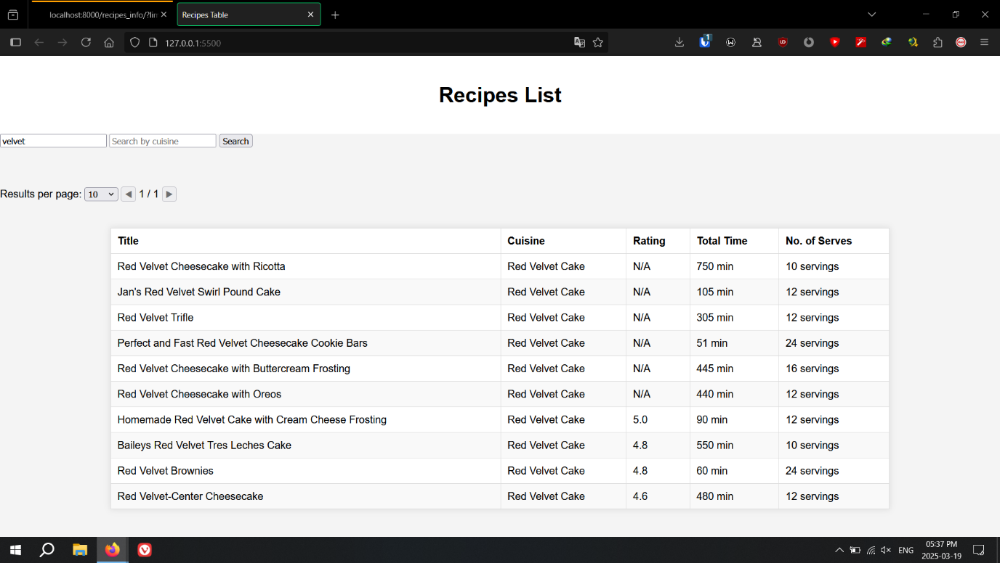 localhost:8000/recipes_info/?lin
Recipes Table
127.0.0.1:5500
1
Recipes List
velvet Search by cuisine Search
Results per page: 10 1 / 1
Title Cuisine Rating Total Time No. of Serves
Red Velvet Cheesecake with Ricotta Red Velvet Cake N/A 750 min 10 servings
Jan's Red Velvet Swirl Pound Cake Red Velvet Cake N/A 105 min 12 servings
Red Velvet Trifle Red Velvet Cake N/A 305 min 12 servings
Perfect and Fast Red Velvet Cheesecake Cookie Bars Red Velvet Cake N/A 51 min 24 servings
Red Velvet Cheesecake with Buttercream Frosting Red Velvet Cake N/A 445 min 16 servings
Red Velvet Cheesecake with Oreos Red Velvet Cake N/A 440 min 12 servings
Homemade Red Velvet Cake with Cream Cheese Frosting Red Velvet Cake 5.0 90 min 12 servings
Baileys Red Velvet Tres Leches Cake Red Velvet Cake 4.8 550 min 10 servings
Red Velvet Brownies Red Velvet Cake 4.8 60 min 24 servings
Red Velvet-Center Cheesecake Red Velvet Cake 4.6 480 min 12 servings
ENG
05:37 PM
2025-03-19